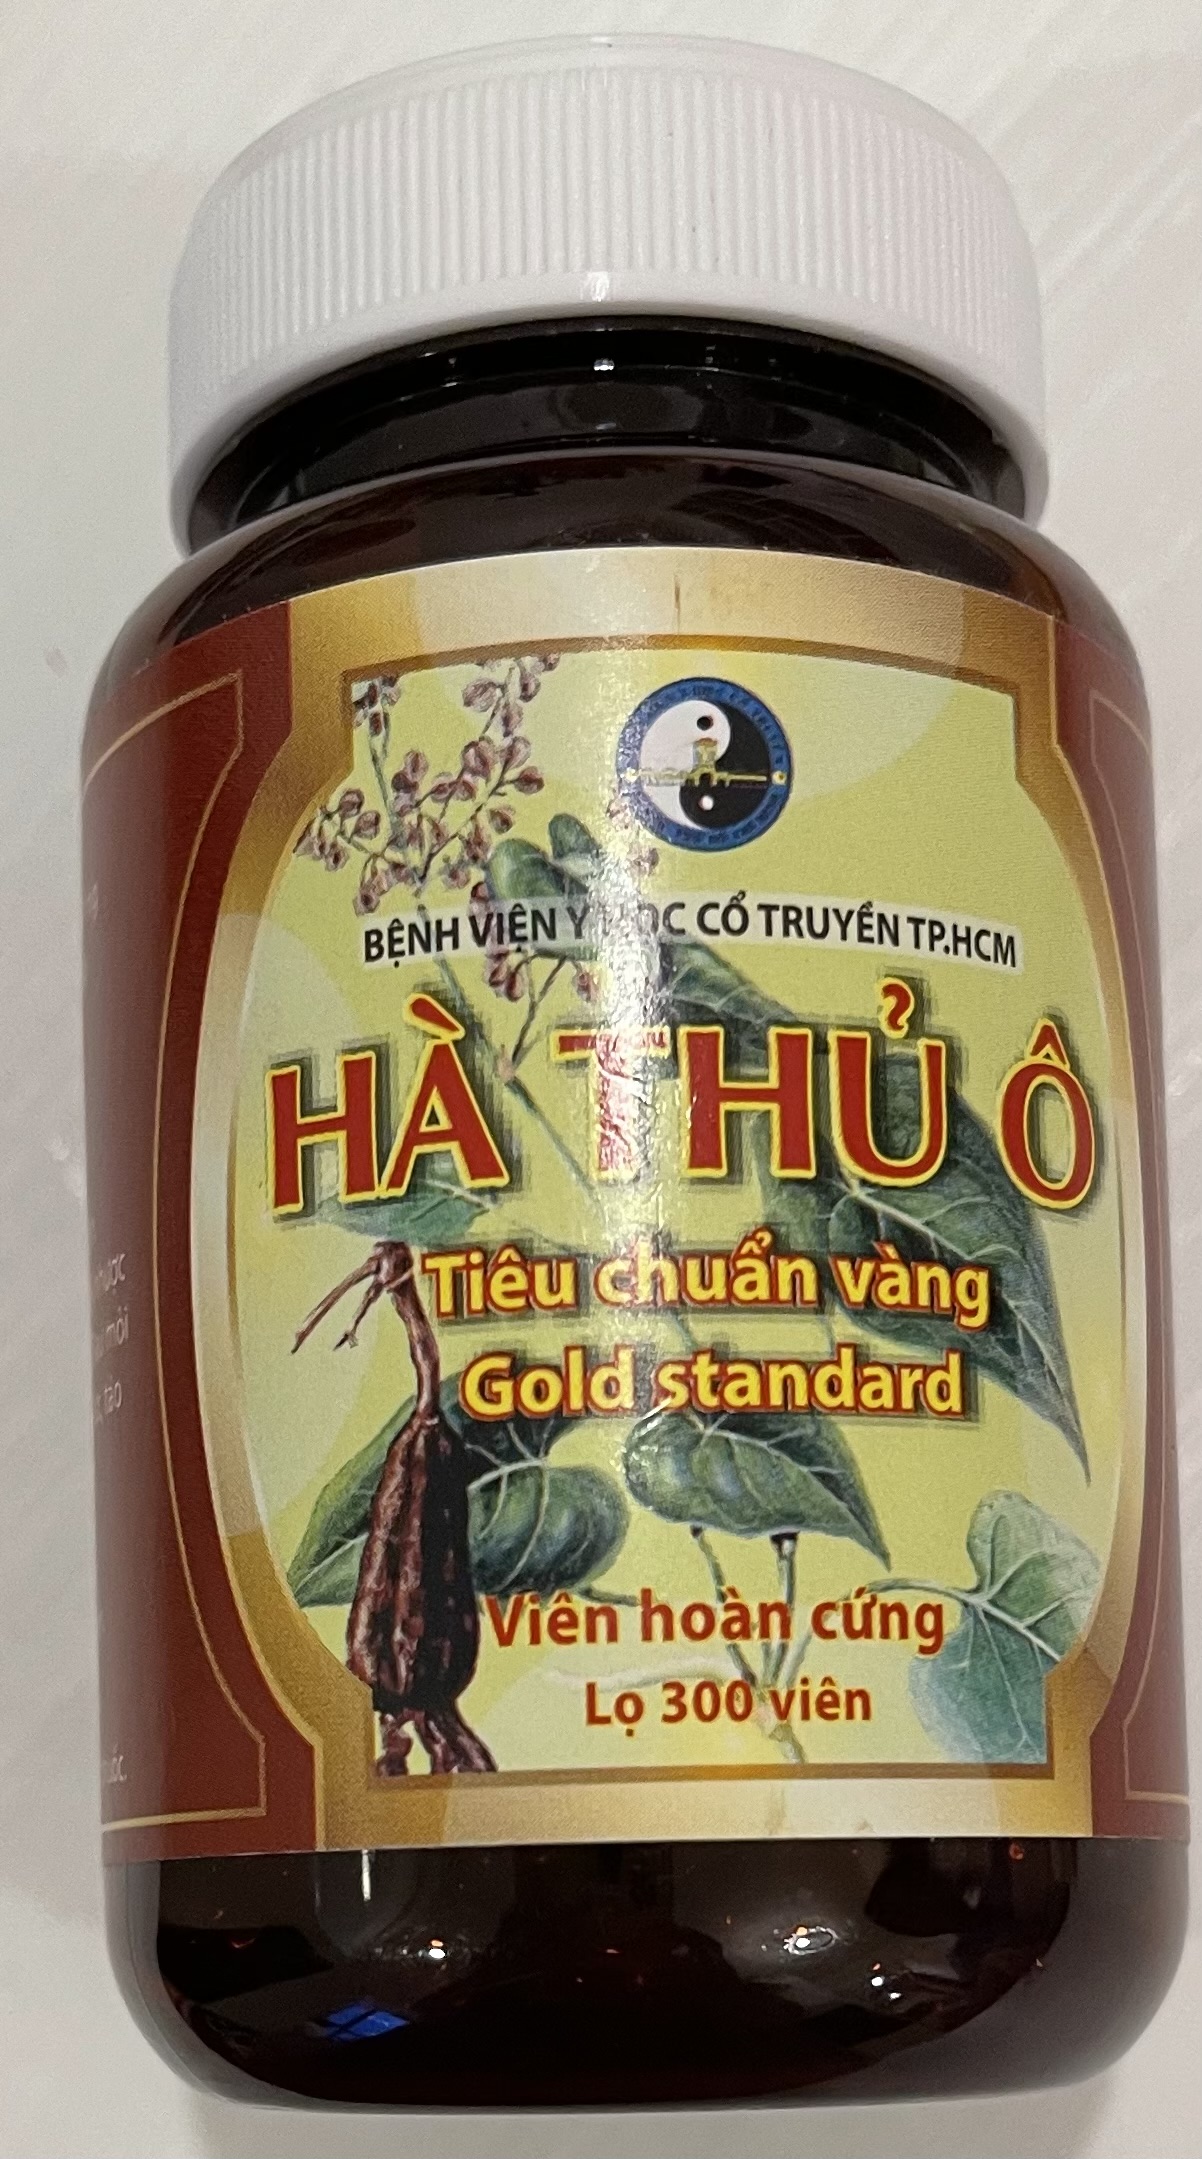 BỆNH VIỆN Y HỌC CỔ TRUYỀN TP.HCM
HÀ THỦ Ô
Tiêu chuẩn vàng
Gold standard
Viên hoàn cứng
Lọ 300 viên